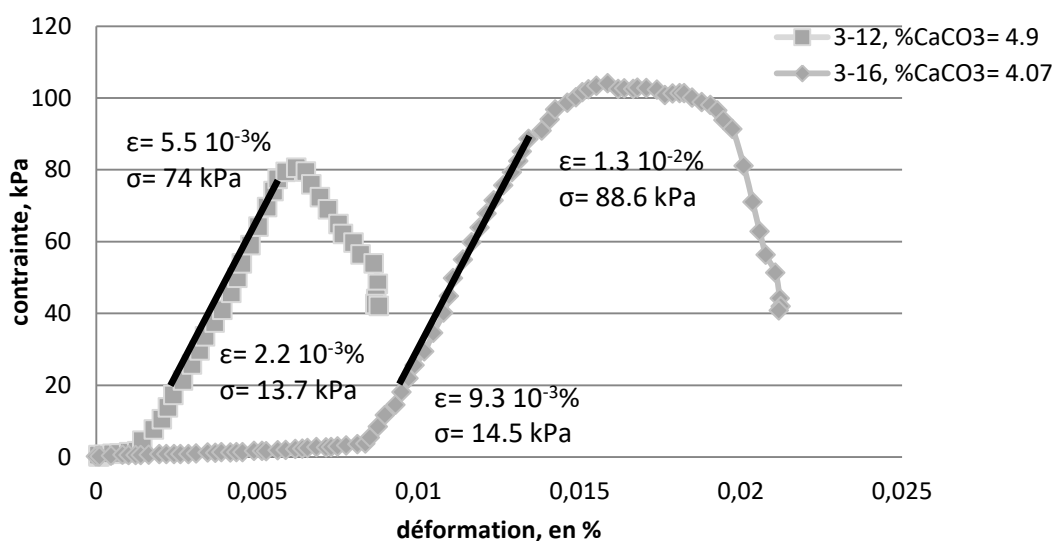 120
100
80
60
40
20
0
contrainte, kPa
3-12, %CaCO3= 4.9
3-16, %CaCO3= 4.07
ε= 5.5 10⁻³%
σ= 74 kPa
ε= 1.3 10⁻²%
σ= 88.6 kPa
ε= 2.2 10⁻³%
σ= 13.7 kPa
ε= 9.3 10⁻³%
σ= 14.5 kPa
0 0,005 0,01 0,015 0,02 0,025
déformation, en %